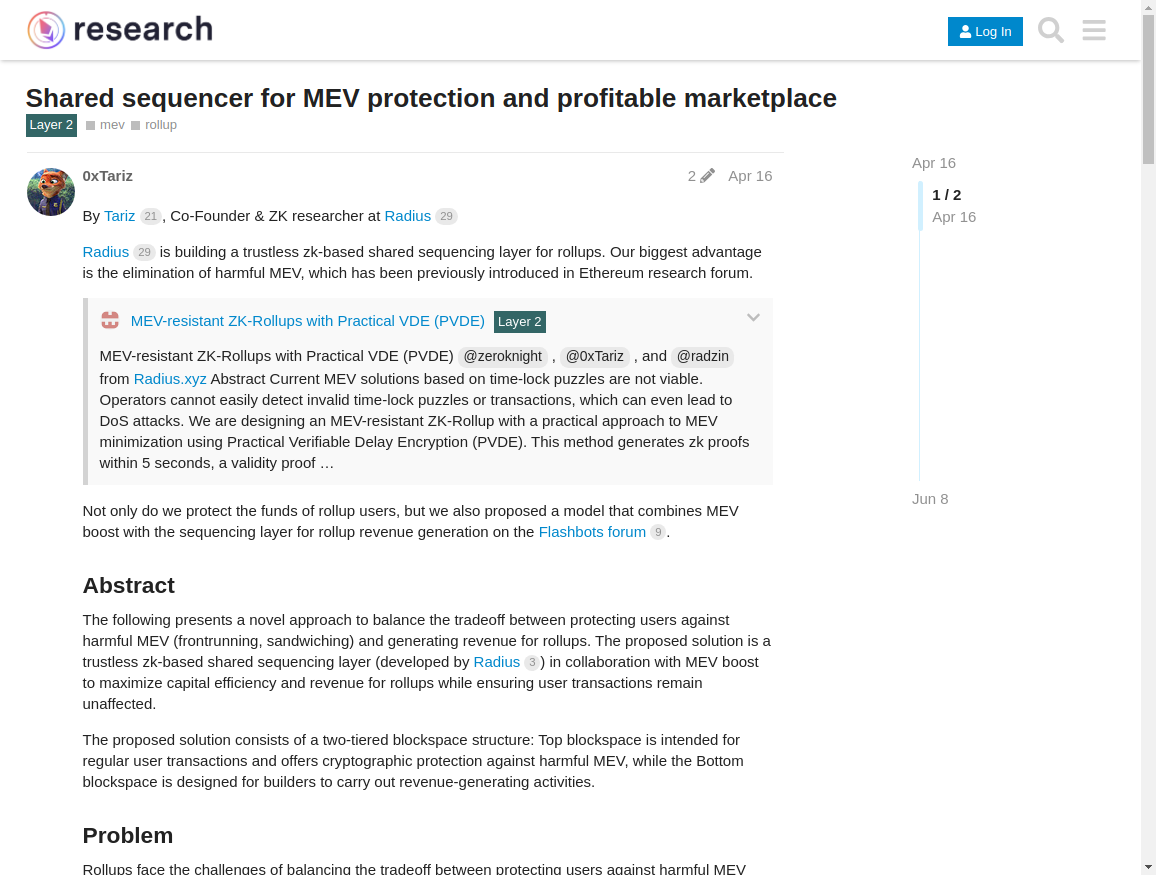 research
Log In
Shared sequencer for MEV protection and profitable marketplace
Layer 2 mev rollup
0xTariz 2 Apr 16
Apr 16
1 / 2
Apr 16
Jun 8
By Tariz 21 , Co-Founder & ZK researcher at Radius 29
Radius 29 is building a trustless zk-based shared sequencing layer for rollups. Our biggest advantage
is the elimination of harmful MEV, which has been previously introduced in Ethereum research forum.
MEV-resistant ZK-Rollups with Practical VDE (PVDE) Layer 2
MEV-resistant ZK-Rollups with Practical VDE (PVDE) @zeroknight , @0xTariz , and @radzin
from Radius.xyz Abstract Current MEV solutions based on time-lock puzzles are not viable.
Operators cannot easily detect invalid time-lock puzzles or transactions, which can even lead to
DoS attacks. We are designing an MEV-resistant ZK-Rollup with a practical approach to MEV
minimization using Practical Verifiable Delay Encryption (PVDE). This method generates zk proofs
within 5 seconds, a validity proof …
Not only do we protect the funds of rollup users, but we also proposed a model that combines MEV
boost with the sequencing layer for rollup revenue generation on the Flashbots forum 9 .
Abstract
The following presents a novel approach to balance the tradeoff between protecting users against
harmful MEV (frontrunning, sandwiching) and generating revenue for rollups. The proposed solution is a
trustless zk-based shared sequencing layer (developed by Radius 3 ) in collaboration with MEV boost
to maximize capital efficiency and revenue for rollups while ensuring user transactions remain
unaffected.
The proposed solution consists of a two-tiered blockspace structure: Top blockspace is intended for
regular user transactions and offers cryptographic protection against harmful MEV, while the Bottom
blockspace is designed for builders to carry out revenue-generating activities.
Problem
Rollups face the challenges of balancing the tradeoff between protecting users against harmful MEV